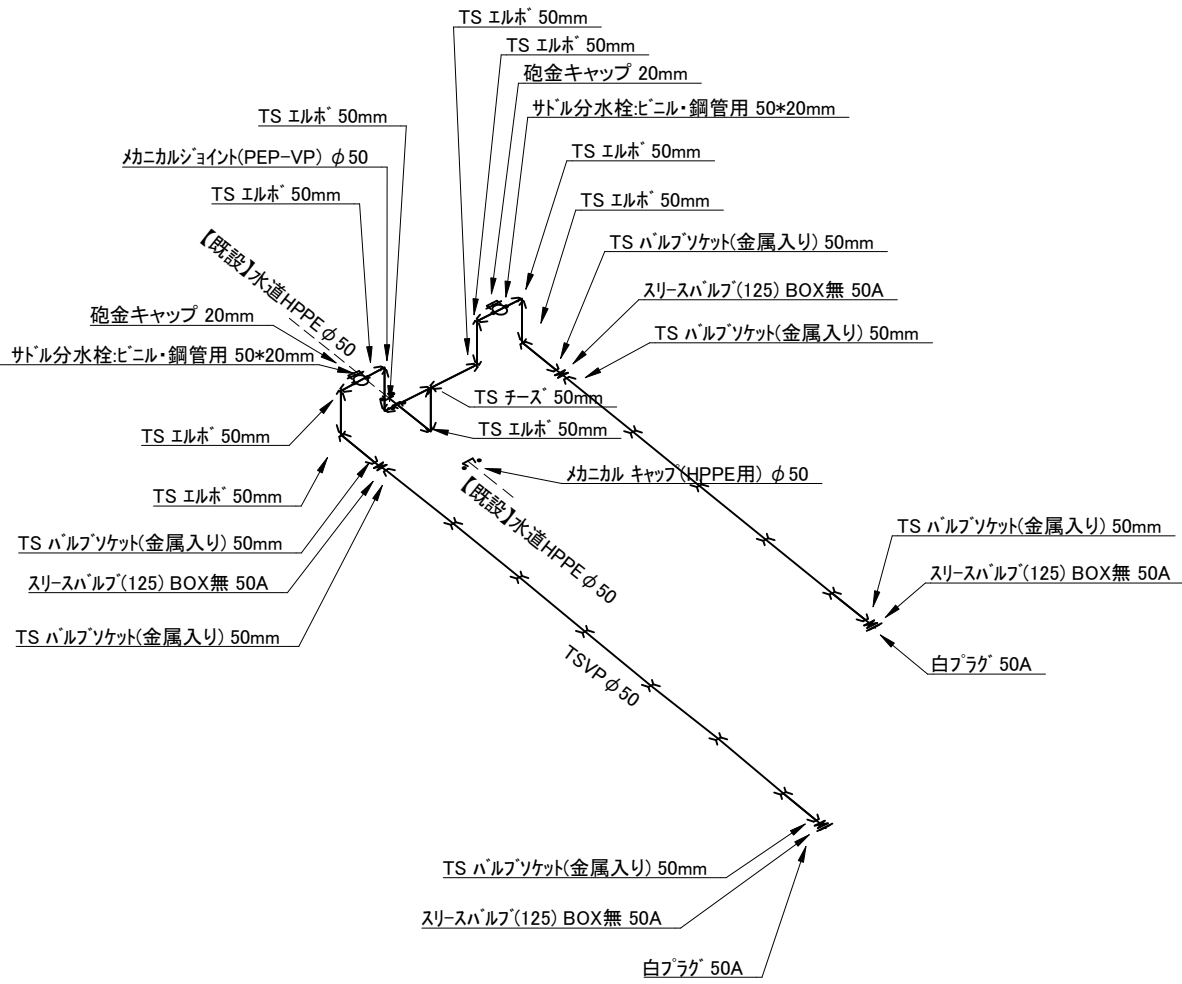 TS ｴﾙﾎﾞ 50mm
TS ｴﾙﾎﾞ 50mm
砲金キャップ 20mm
ｻﾄﾞﾙ分水栓:ﾋﾞﾆﾙ・鋼管用 50*20mm
TS ｴﾙﾎﾞ 50mm
ﾒｶﾆｶﾙｼﾞｮｲﾝﾄ(PEP-VP) φ50
TS ｴﾙﾎﾞ 50mm
TS ｴﾙﾎﾞ 50mm
TS ｴﾙﾎﾞ 50mm
【既設】水道HPPEφ50
TS ﾊﾞﾙﾌﾞｿｹｯﾄ(金属入り) 50mm
ｽﾘｰｽﾊﾞﾙﾌﾞ(125) BOX無 50A
TS ﾊﾞﾙﾌﾞｿｹｯﾄ(金属入り) 50mm
砲金キャップ 20mm
ｻﾄﾞﾙ分水栓:ﾋﾞﾆﾙ・鋼管用 50*20mm
TS ﾁｰｽﾞ 50mm
TS ｴﾙﾎﾞ 50mm
TS ｴﾙﾎﾞ 50mm
ﾒｶﾆｶﾙ ｷｬｯﾌﾟ(HPPE用) φ50
【既設】水道HPPEφ50
TS ｴﾙﾎﾞ 50mm
TS ﾊﾞﾙﾌﾞｿｹｯﾄ(金属入り) 50mm
ｽﾘｰｽﾊﾞﾙﾌﾞ(125) BOX無 50A
TS ﾊﾞﾙﾌﾞｿｹｯﾄ(金属入り) 50mm
TS ﾊﾞﾙﾌﾞｿｹｯﾄ(金属入り) 50mm
ｽﾘｰｽﾊﾞﾙﾌﾞ(125) BOX無 50A
白ﾌﾟﾗｸﾞ 50A
TSVPφ50
TS ﾊﾞﾙﾌﾞｿｹｯﾄ(金属入り) 50mm
ｽﾘｰｽﾊﾞﾙﾌﾞ(125) BOX無 50A
白ﾌﾟﾗｸﾞ 50A